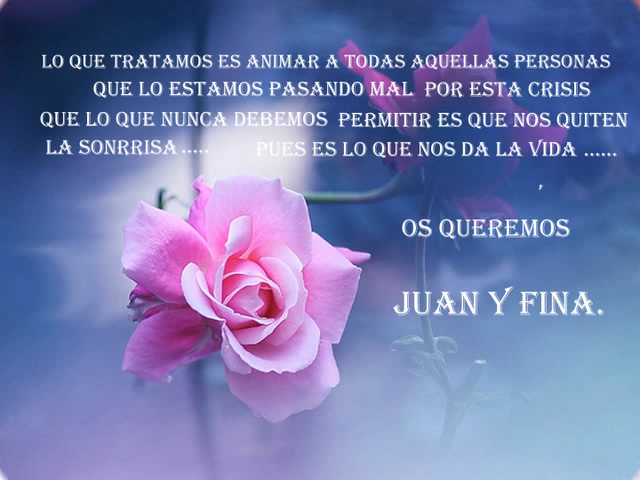 LO QUE TRATAMOS ES ANIMAR A TODAS AQUELLAS PERSONAS
QUE LO ESTAMOS PASANDO MAL POR ESTA CRISIS
QUE LO QUE NUNCA DEBEMOS PERMITIR ES QUE NOS QUITEN
LA SONRRISA ..... PUES ES LO QUE NOS DA LA VIDA ......
,
OS QUEREMOS
JUAN Y FINA.